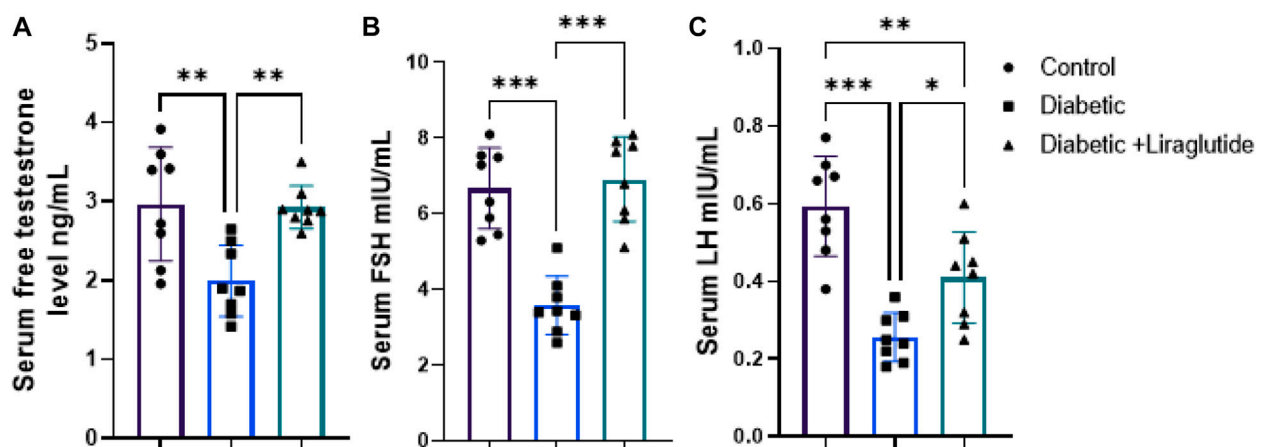 A
Serum free testestrone
level ng/mL
5
4
3
2
1
0
** **
B
Serum FSH mIU/mL
10
8
6
4
2
0
***
***
C
Serum LH mIU/mL
1.0
0.8
0.6
0.4
0.2
0.0
**
*** *
Control
Diabetic
Diabetic +Liraglutide